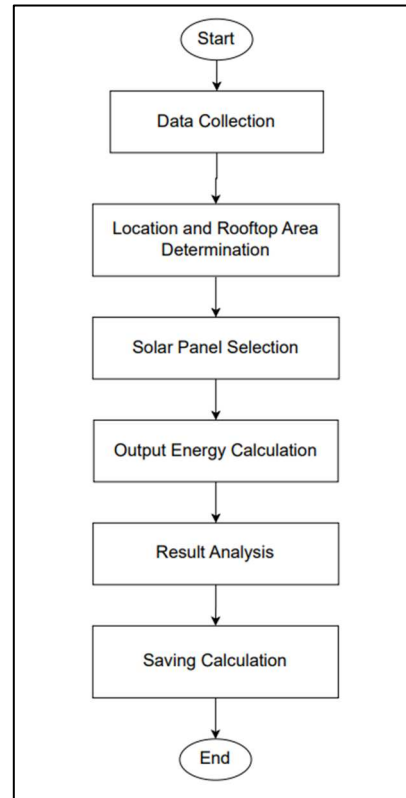 Start
Data Collection
Location and Rooftop Area
Determination
Solar Panel Selection
Output Energy Calculation
Result Analysis
Saving Calculation
End